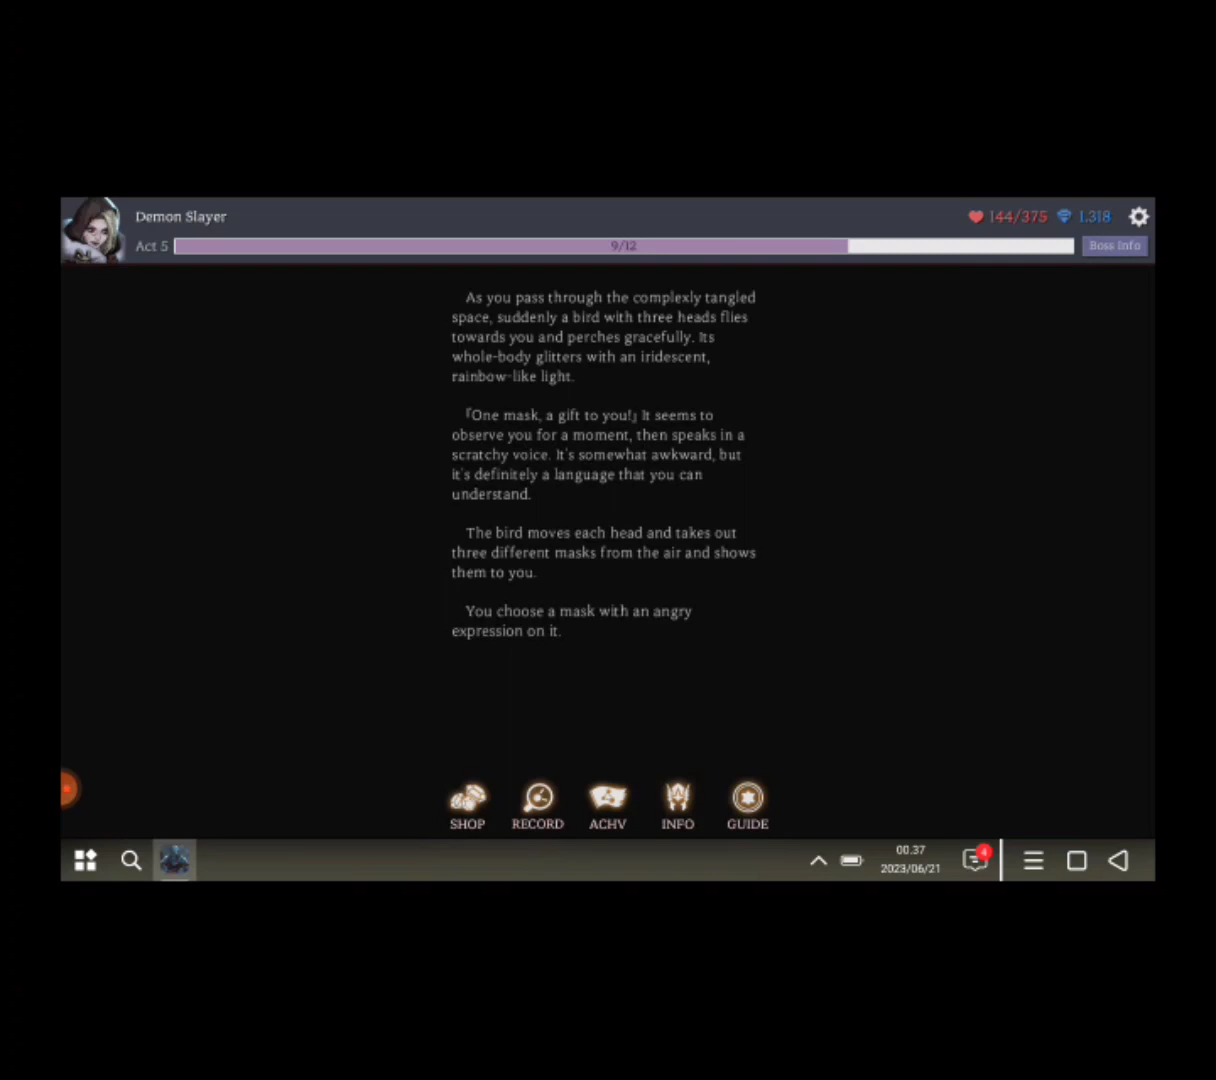 Demon Slayer
144/375
1,318
Act 5
9/12
Boss Info
As you pass through the complexly tangled
space, suddenly a bird with three heads flies
towards you and perches gracefully. Its
whole-body glitters with an iridescent,
rainbow-like light.
『One mask, a gift to you!』 It seems to
observe you for a moment, then speaks in a
scratchy voice. It's somewhat awkward, but
it's definitely a language that you can
understand.
The bird moves each head and takes out
three different masks from the air and shows
them to you.
You choose a mask with an angry
expression on it.
SHOP
RECORD
ACHV
INFO
GUIDE
00.37
2023/06/21
4